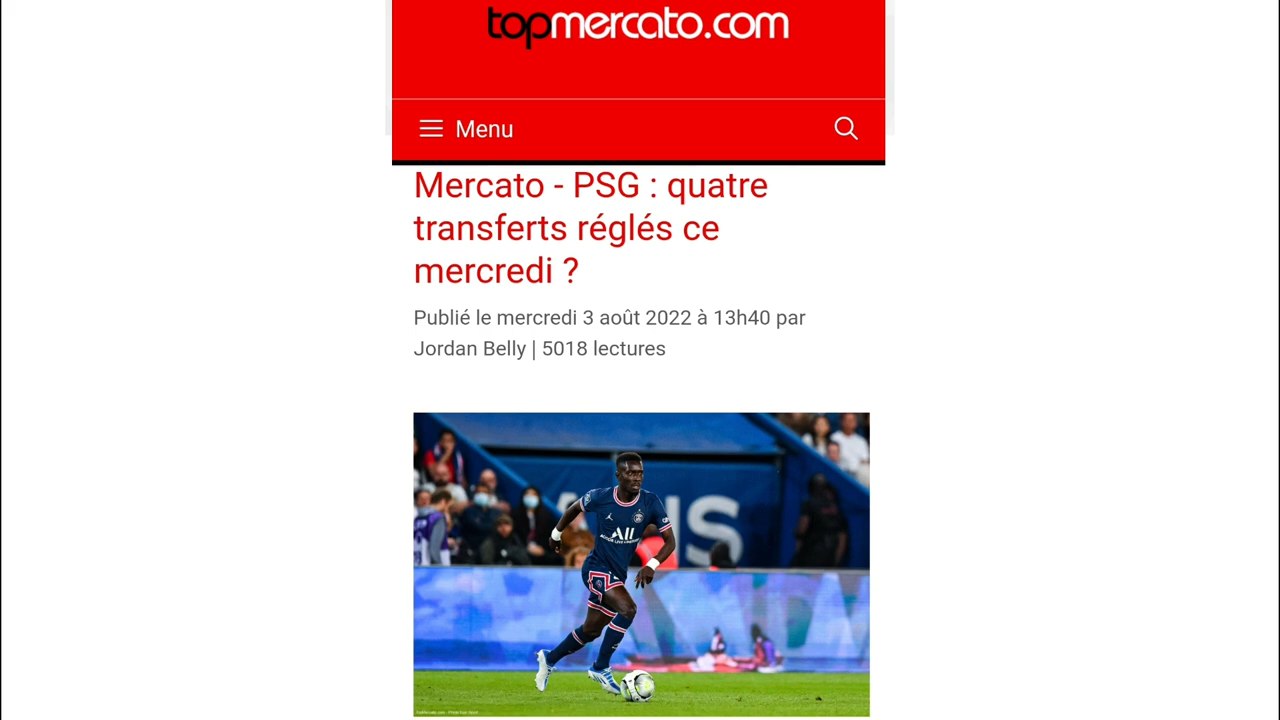 topmercato.com
Menu
Mercato - PSG : quatre
transferts réglés ce
mercredi ?
Publié le mercredi 3 août 2022 à 13h40 par
Jordan Belly | 5018 lectures
ALL